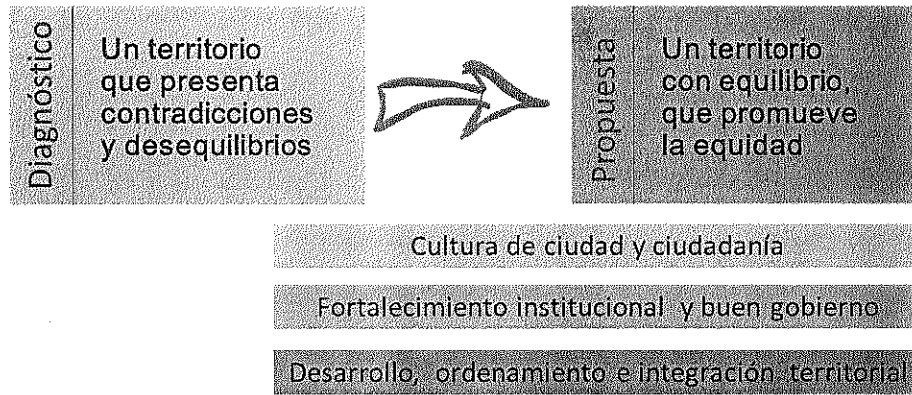 Diagnóstico
Un territorio
que presenta
contradicciones
y desequilibrios
Propuesta
Un territorio
con equilibrio,
que promueve
la equidad
Cultura de ciudad y ciudadanía
Fortalecimiento institucional y buen gobierno
Desarrollo, ordenamiento e integración territorial